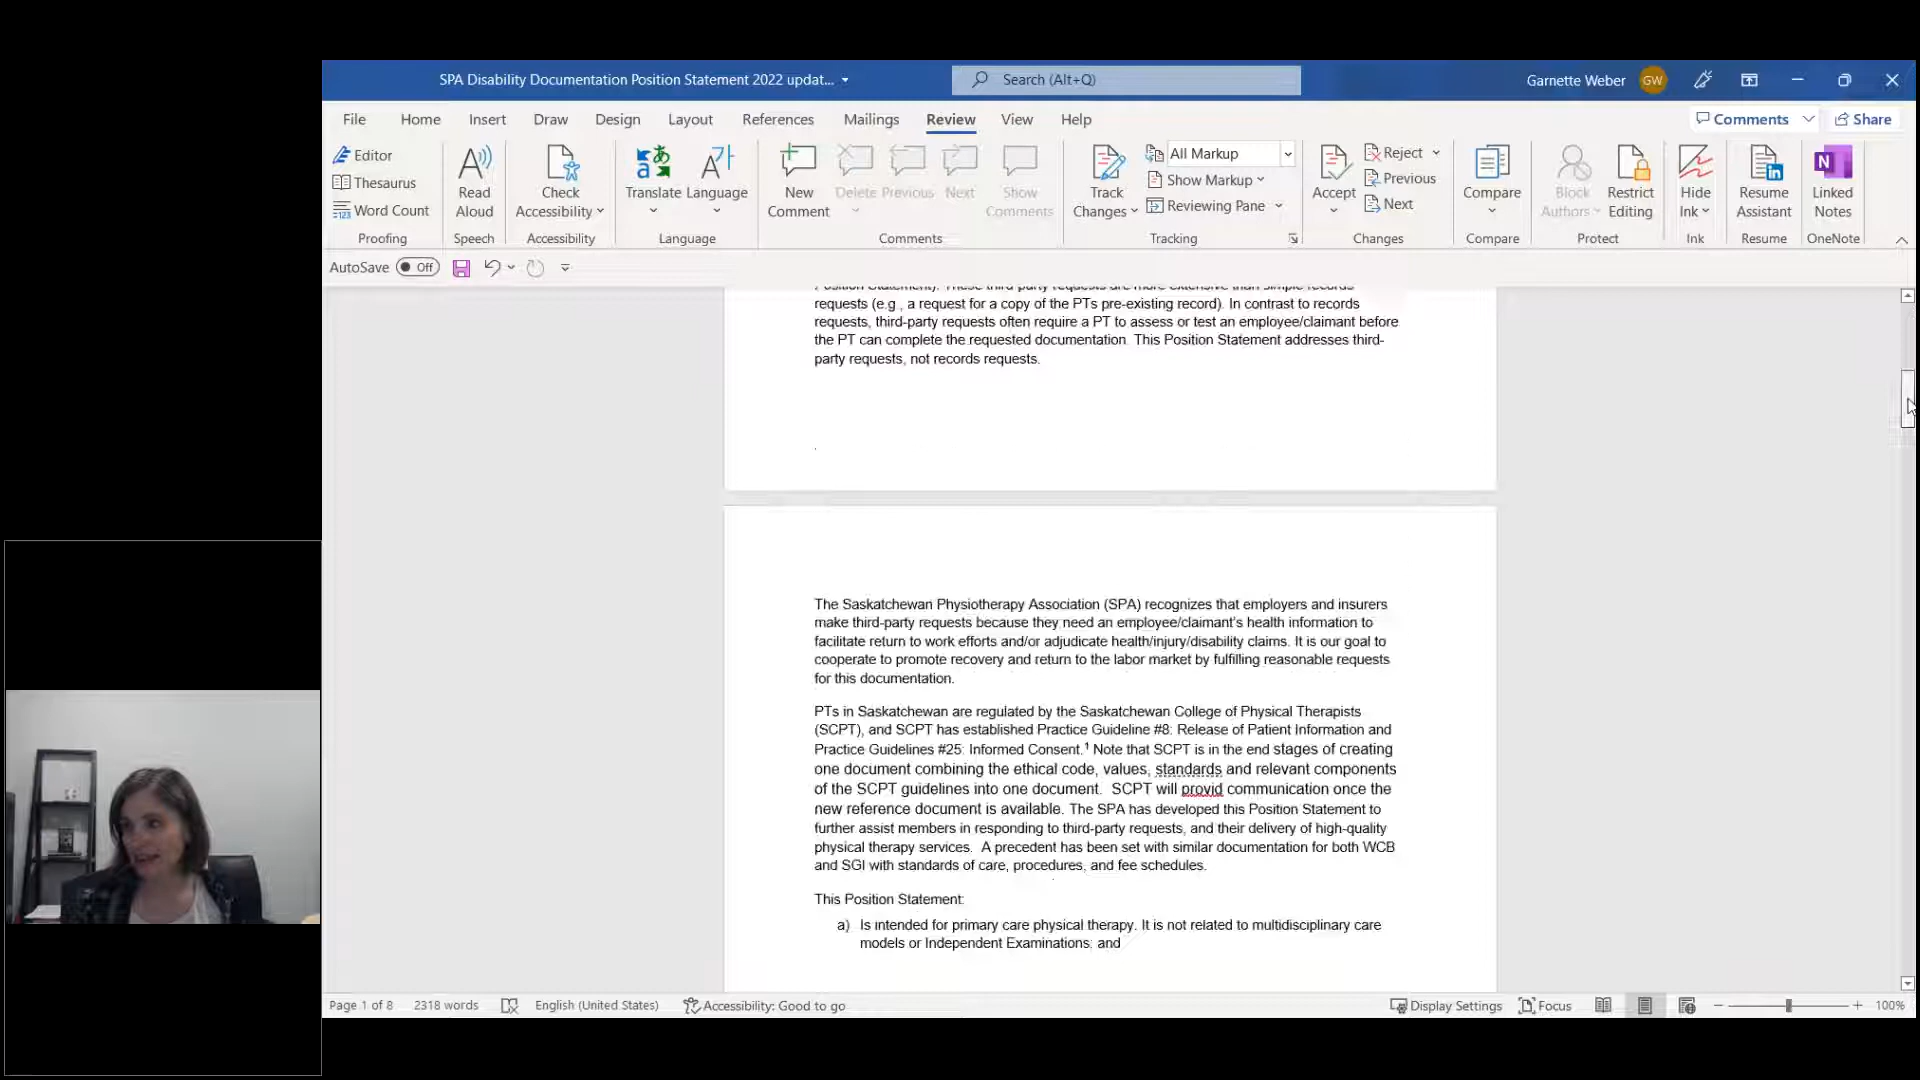 SPA Disability Documentation Position Statement 2022 updat...
Search (Alt+Q)
Garnette Weber
GW
File Home Insert Draw Design Layout References Mailings Review View Help
Comments Share
Editor
Thesaurus
Word Count
Proofing
Read
Aloud
Speech
Check
Accessibility
Accessibility
Translate Language
Language
New
Comment
Delete Previous Next
Show
Comments
Comments
Track
Changes
All Markup
Show Markup
Reviewing Pane
Tracking
Accept
Reject
Previous
Next
Changes
Compare
Compare
Block
Authors
Restrict
Editing
Protect
Hide
Ink
Ink
Resume
Assistant
Resume
Linked
Notes
OneNote
AutoSave Off
Position Statement). These third-party requests are more extensive than simple records
requests (e.g., a request for a copy of the PTs pre-existing record). In contrast to records
requests, third-party requests often require a PT to assess or test an employee/claimant before
the PT can complete the requested documentation. This Position Statement addresses third-
party requests, not records requests.
The Saskatchewan Physiotherapy Association (SPA) recognizes that employers and insurers
make third-party requests because they need an employee/claimant's health information to
facilitate return to work efforts and/or adjudicate health/injury/disability claims. It is our goal to
cooperate to promote recovery and return to the labor market by fulfilling reasonable requests
for this documentation.
PTs in Saskatchewan are regulated by the Saskatchewan College of Physical Therapists
(SCPT), and SCPT has established Practice Guideline #8: Release of Patient Information and
Practice Guidelines #25: Informed Consent.¹ Note that SCPT is in the end stages of creating
one document combining the ethical code, values, standards and relevant components
of the SCPT guidelines into one document. SCPT will provid communication once the
new reference document is available. The SPA has developed this Position Statement to
further assist members in responding to third-party requests, and their delivery of high-quality
physical therapy services. A precedent has been set with similar documentation for both WCB
and SGI with standards of care, procedures, and fee schedules.
This Position Statement:
a) Is intended for primary care physical therapy. It is not related to multidisciplinary care
models or Independent Examinations; and
Page 1 of 8 2318 words English (United States) Accessibility: Good to go Display Settings Focus 100%